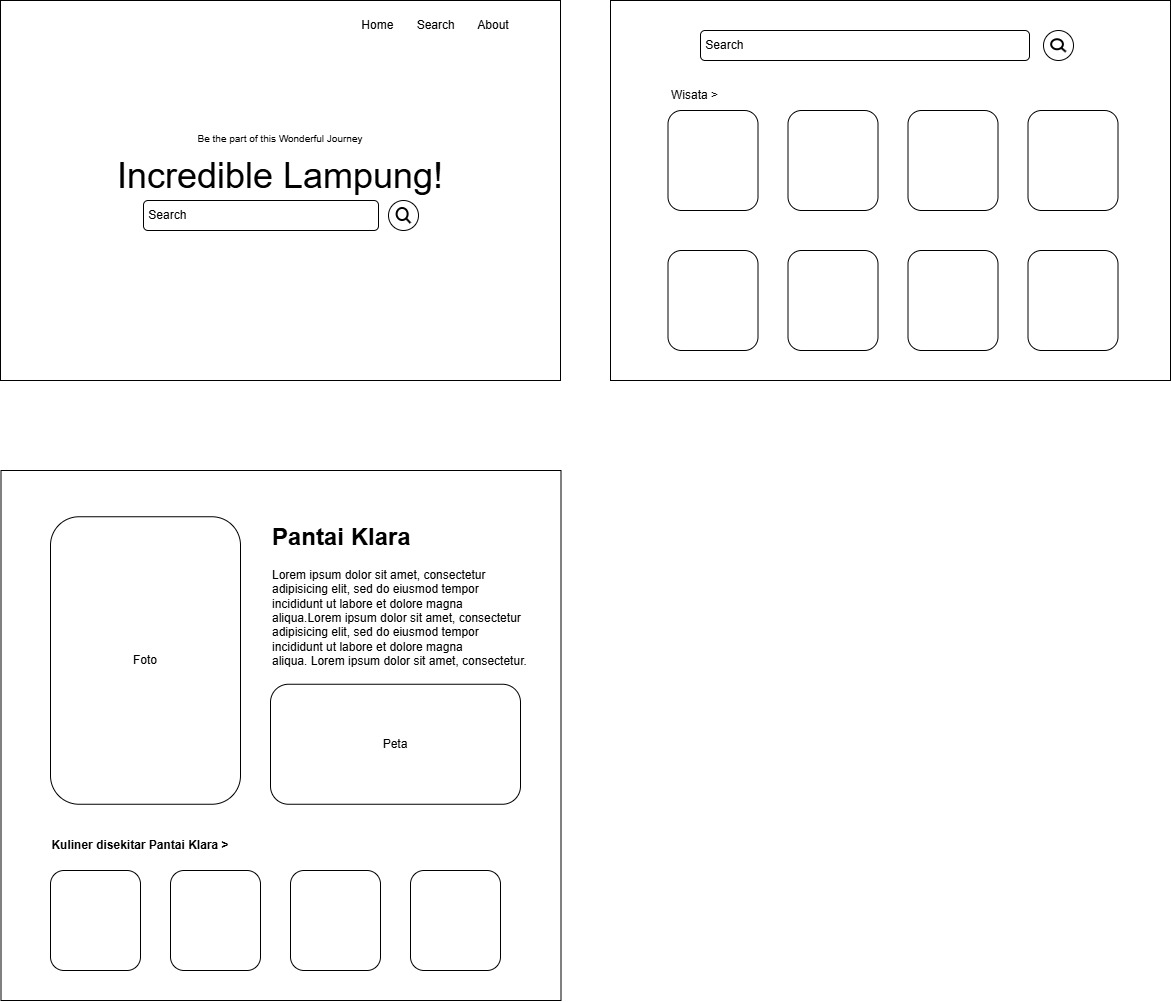 Home Search About
Be the part of this Wonderful Journey
Incredible Lampung!
Search
Search
Wisata >
Foto
Pantai Klara
Lorem ipsum dolor sit amet, consectetur
adipisicing elit, sed do eiusmod tempor
incididunt ut labore et dolore magna
aliqua.Lorem ipsum dolor sit amet, consectetur
adipisicing elit, sed do eiusmod tempor
incididunt ut labore et dolore magna
aliqua. Lorem ipsum dolor sit amet, consectetur.
Peta
Kuliner disekitar Pantai Klara >